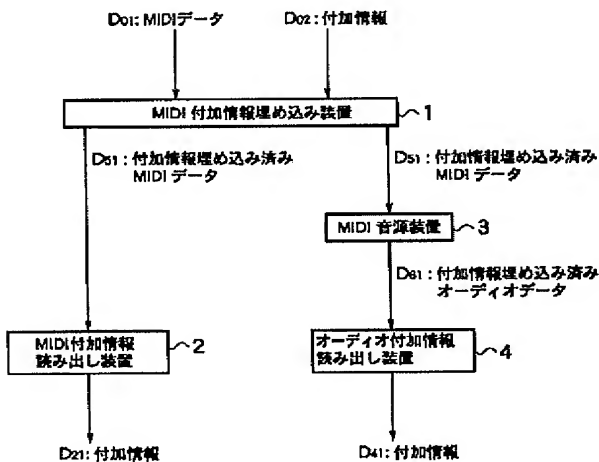 D01: MIDIデータ
D02: 付加情報
MIDI 付加情報埋め込み装置
1
D51: 付加情報埋め込み済み
MIDI データ
D51: 付加情報埋め込み済み
MIDI データ
MIDI 音源装置
3
D61: 付加情報埋め込み済み
オーディオデータ
MIDI付加情報
読み出し装置
2
オーディオ付加情報
読み出し装置
4
D21: 付加情報
D41: 付加情報